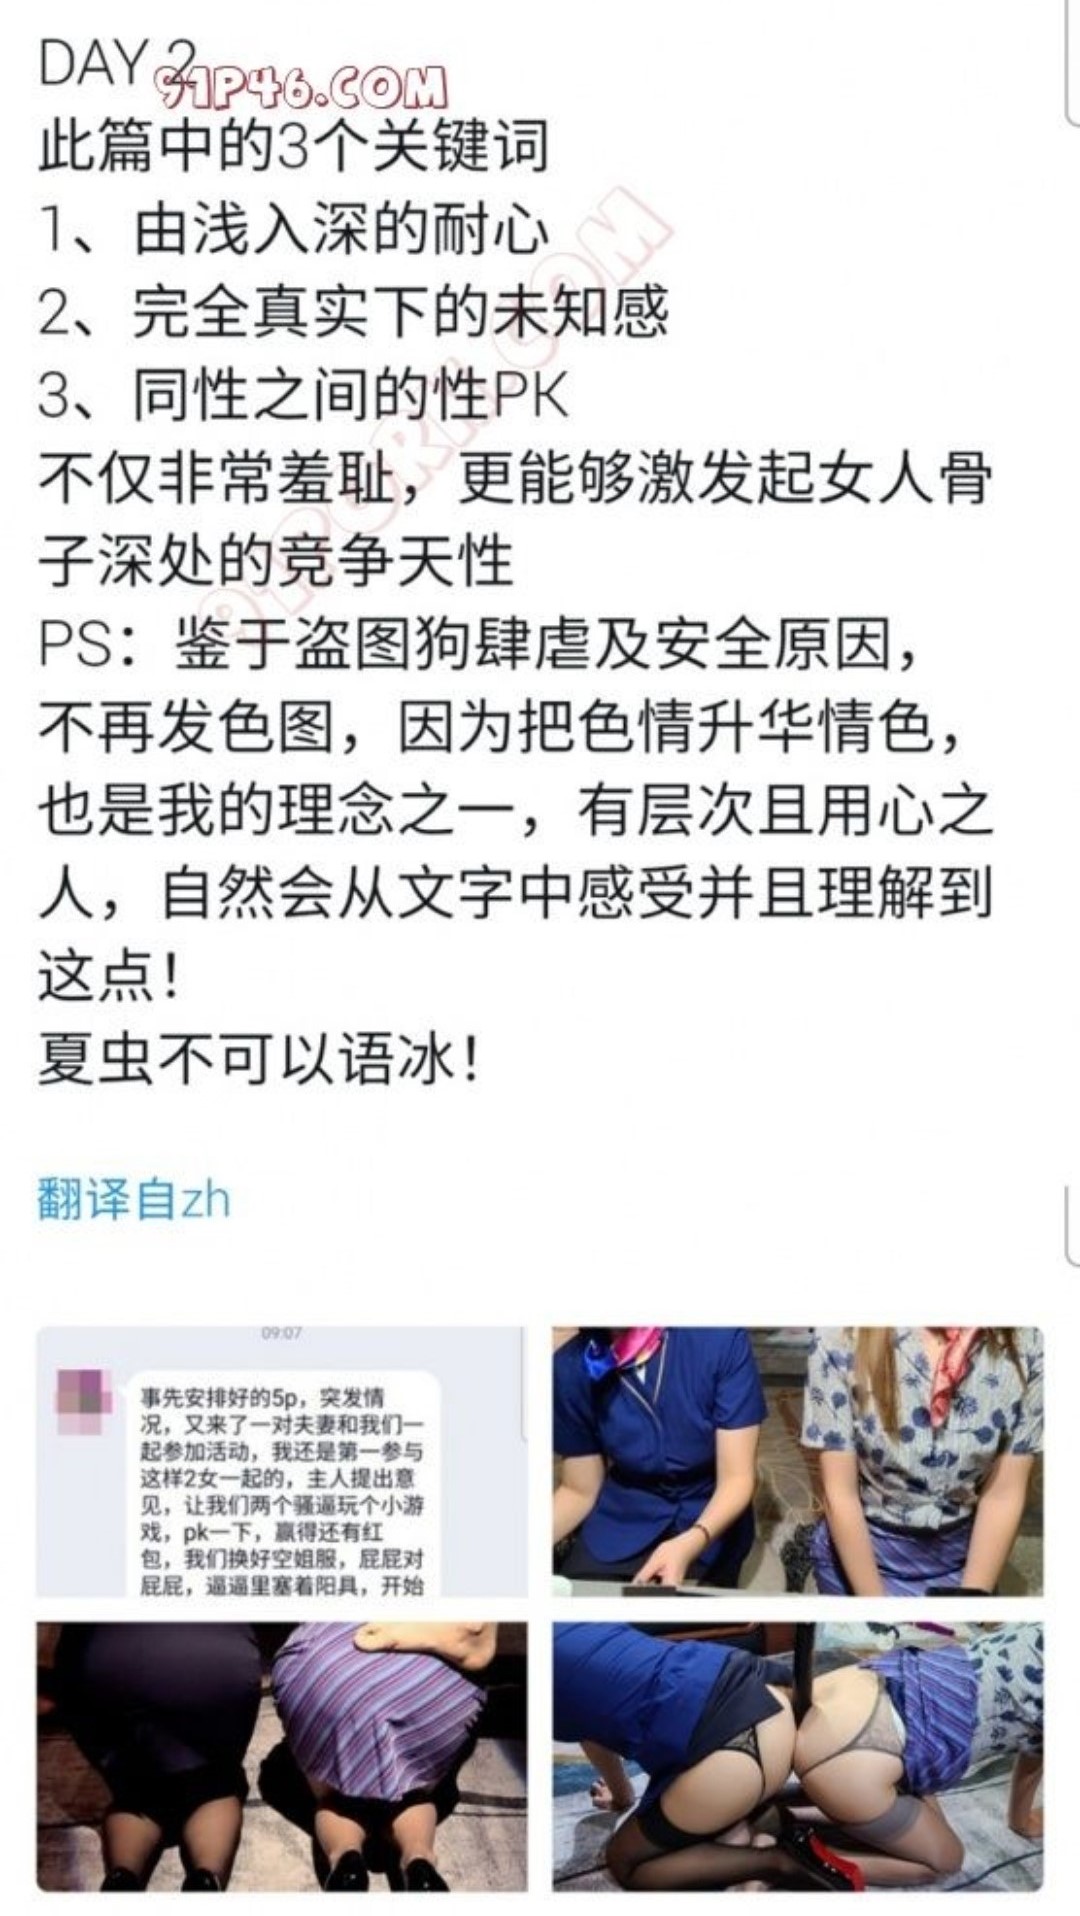 DAY 2
91P46.COM
此篇中的3个关键词
1、由浅入深的耐心
2、完全真实下的未知感
3、同性之间的性PK
不仅非常羞耻，更能够激发起女人骨
子深处的竞争天性
PS：鉴于盗图狗肆虐及安全原因，
不再发色图，因为把色情升华情色，
也是我的理念之一，有层次且用心之
人，自然会从文字中感受并且理解到
这点！
夏虫不可以语冰！
91PORN.COM
翻译自zh
09:07
事先安排好的5p，突发情
况，又来了一对夫妻和我们一
起参加活动，我还是第一参与
这样2女一起的，主人提出意
见，让我们两个骚逼玩个小游
戏，pk一下，赢得还有红
包，我们换好空姐服，屁屁对
屁屁，逼逼里塞着阳具，开始